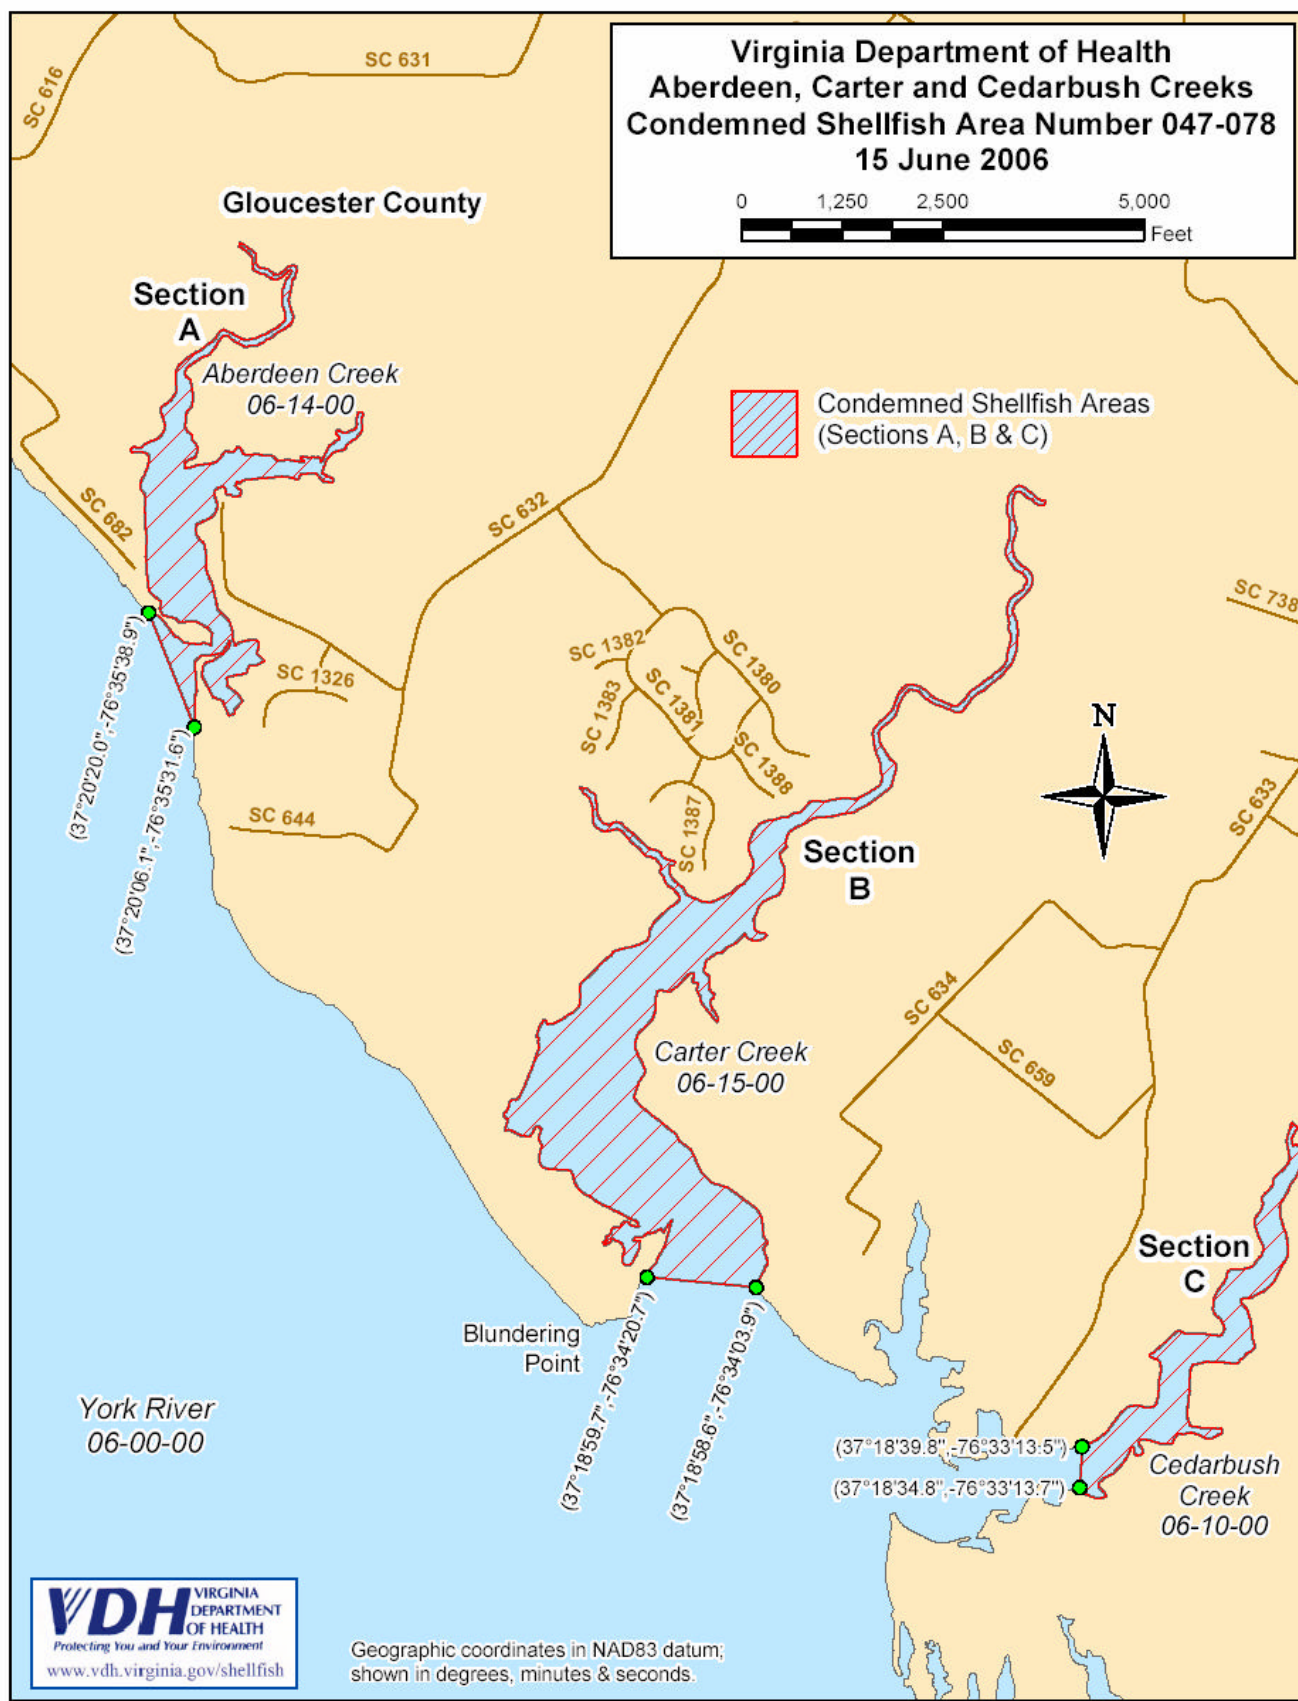 Virginia Department of Health
Aberdeen, Carter and Cedarbush Creeks
Condemned Shellfish Area Number 047-078
15 June 2006
0 1,250 2,500 5,000
Feet
SC 616
SC 631
Gloucester County
Section
A
Aberdeen Creek
06-14-00
Condemned Shellfish Areas
(Sections A, B & C)
SC 682
SC 632
SC 738
(37°20'20.0",-76°35'38.9")
(37°20'06.1",-76°35'31.6")
SC 1326
SC 1382
SC 1380
SC 1383
SC 1381
SC 1388
SC 1387
SC 644
N
SC 633
Section
B
SC 634
SC 659
Carter Creek
06-15-00
Section
C
Blundering
Point
(37°18'59.7",-76°34'20.7")
(37°18'58.6",-76°34'03.9")
York River
06-00-00
(37°18'39.8",-76°33'13:5")
(37°18'34.8",-76°33'13:7")
Cedarbush
Creek
06-10-00
VDH VIRGINIA
DEPARTMENT
OF HEALTH
Protecting You and Your Environment
www.vdh.virginia.gov/shellfish
Geographic coordinates in NAD83 datum;
shown in degrees, minutes & seconds.